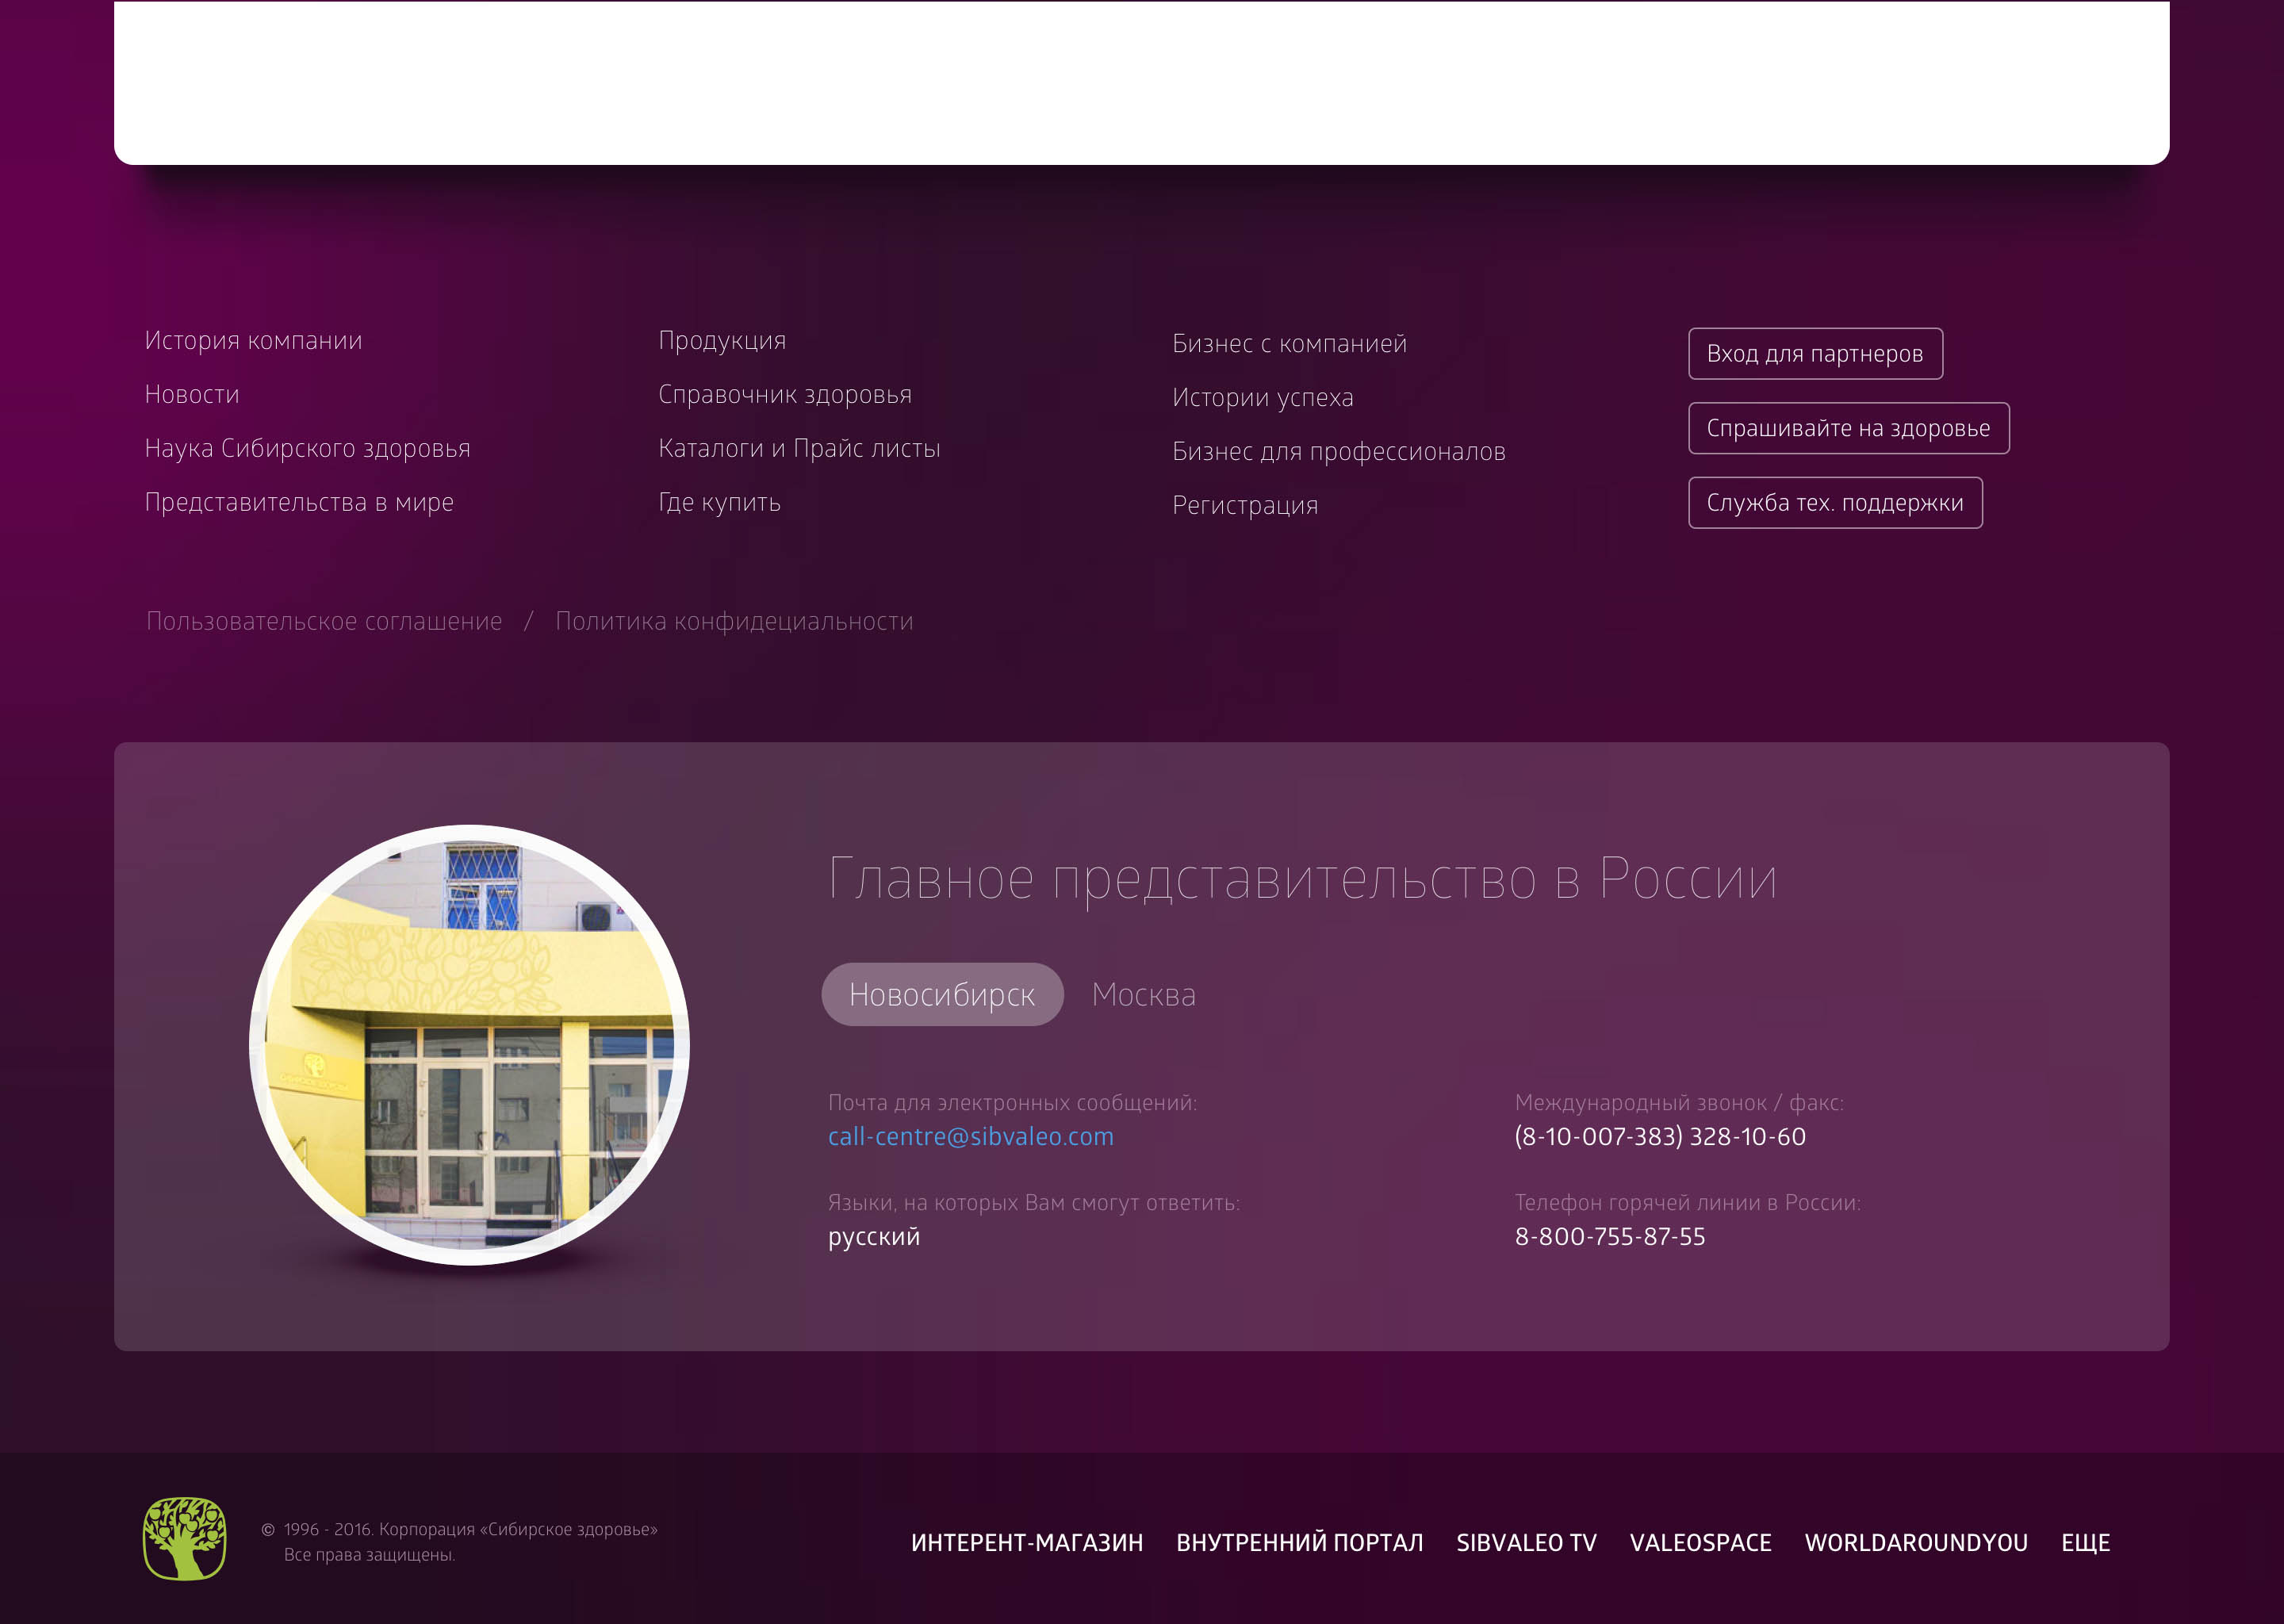 История компании
Новости
Наука Сибирского здоровья
Представительства в мире
Продукция
Справочник здоровья
Каталоги и Прайс листы
Где купить
Бизнес с компанией
Истории успеха
Бизнес для профессионалов
Регистрация
Вход для партнеров
Спрашивайте на здоровье
Служба тех. поддержки
Пользовательское соглашение / Политика конфидециальности
Главное представительство в России
Новосибирск Москва
Почта для электронных сообщений:
call-centre@sibvaleo.com
Языки, на которых Вам смогут ответить:
русский
Международный звонок / факс:
(8-10-007-383) 328-10-60
Телефон горячей линии в России:
8-800-755-87-55
© 1996 - 2016. Корпорация «Сибирское здоровье»
Все права защищены.
ИНТЕРЕНТ-МАГАЗИН ВНУТРЕННИЙ ПОРТАЛ SIBVALEO TV VALEOSPACE WORLDAROUNDYOU ЕЩЕ